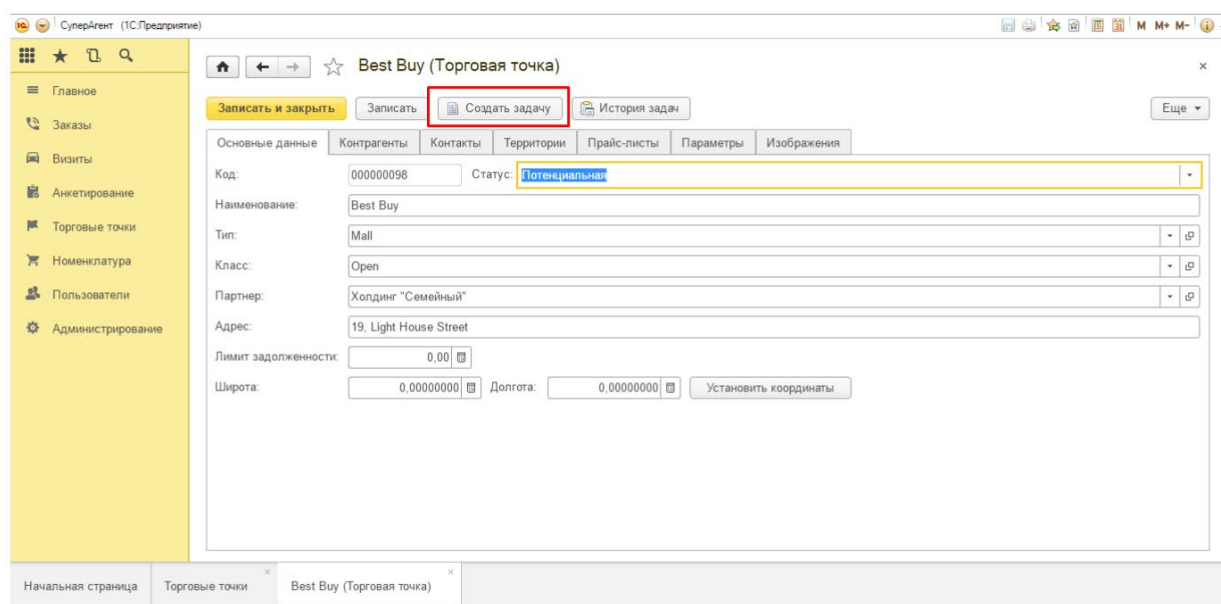 СуперАгент (1С:Предприятие)
M M+ M-
Главное
Заказы
Визиты
Анкетирование
Торговые точки
Номенклатура
Пользователи
Администрирование
Best Buy (Торговая точка)
Записать и закрыть Записать Создать задачу История задач Еще
Основные данные Контрагенты Контакты Территории Прайс-листы Параметры Изображения
Код: 000000098 Статус: Потенциальная
Наименование: Best Buy
Тип: Mall
Класс: Open
Партнер: Холдинг "Семейный"
Адрес: 19, Light House Street
Лимит задолженности: 0,00
Широта: 0,00000000 Долгота: 0,00000000 Установить координаты
Начальная страница Торговые точки Best Buy (Торговая точка)